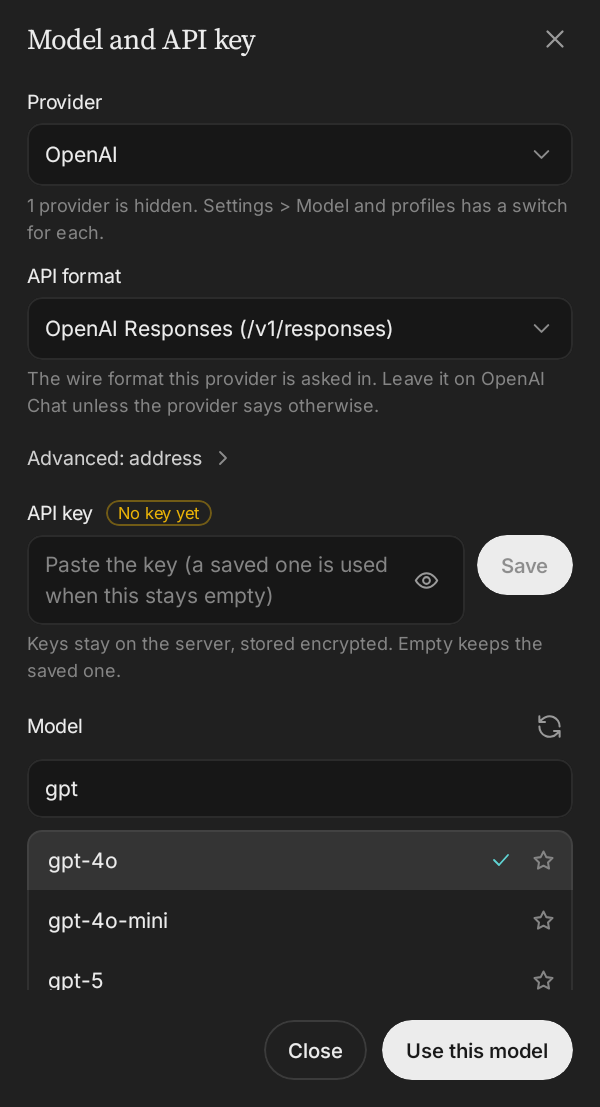 Model and API key
Provider
OpenAI
1 provider is hidden. Settings > Model and profiles has a switch
for each.
API format
OpenAI Responses (/v1/responses)
The wire format this provider is asked in. Leave it on OpenAI
Chat unless the provider says otherwise.
Advanced: address
API key No key yet
Paste the key (a saved one is used
when this stays empty)
Save
Keys stay on the server, stored encrypted. Empty keeps the
saved one.
Model
gpt
gpt-4o
gpt-4o-mini
gpt-5
Close Use this model